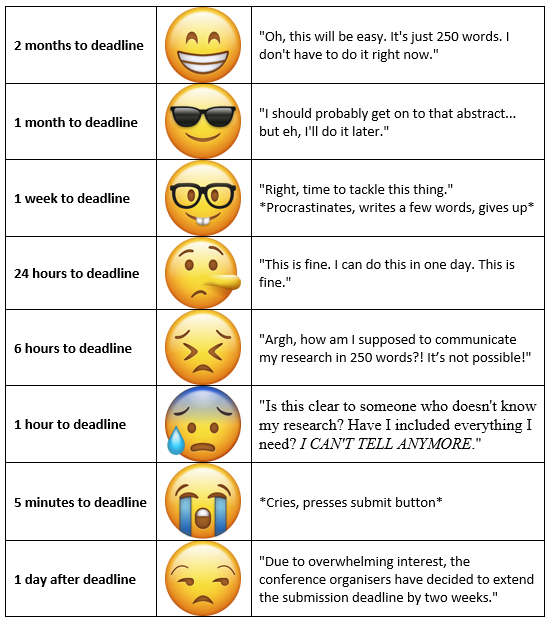 2 months to deadline
"Oh, this will be easy. It's just 250 words. I
don't have to do it right now."
1 month to deadline
"I should probably get on to that abstract...
but eh, I'll do it later."
1 week to deadline
"Right, time to tackle this thing."
*Procrastinates, writes a few words, gives up*
24 hours to deadline
"This is fine. I can do this in one day. This is
fine."
6 hours to deadline
"Argh, how am I supposed to communicate
my research in 250 words?! It’s not possible!"
1 hour to deadline
"Is this clear to someone who doesn't know
my research? Have I included everything I
need? I CAN'T TELL ANYMORE."
5 minutes to deadline
*Cries, presses submit button*
1 day after deadline
"Due to overwhelming interest, the
conference organisers have decided to extend
the submission deadline by two weeks."